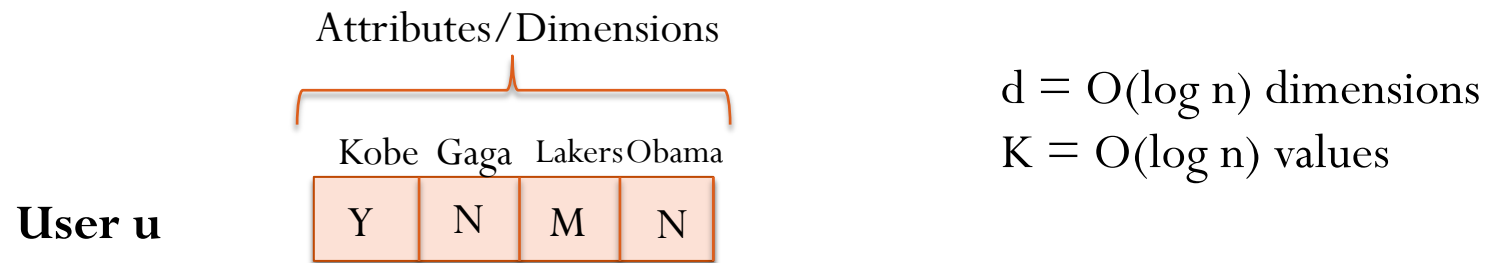 Attributes/Dimensions
d = O(log n) dimensions
K = O(log n) values
Kobe Gaga Lakers Obama
User u Y N M N